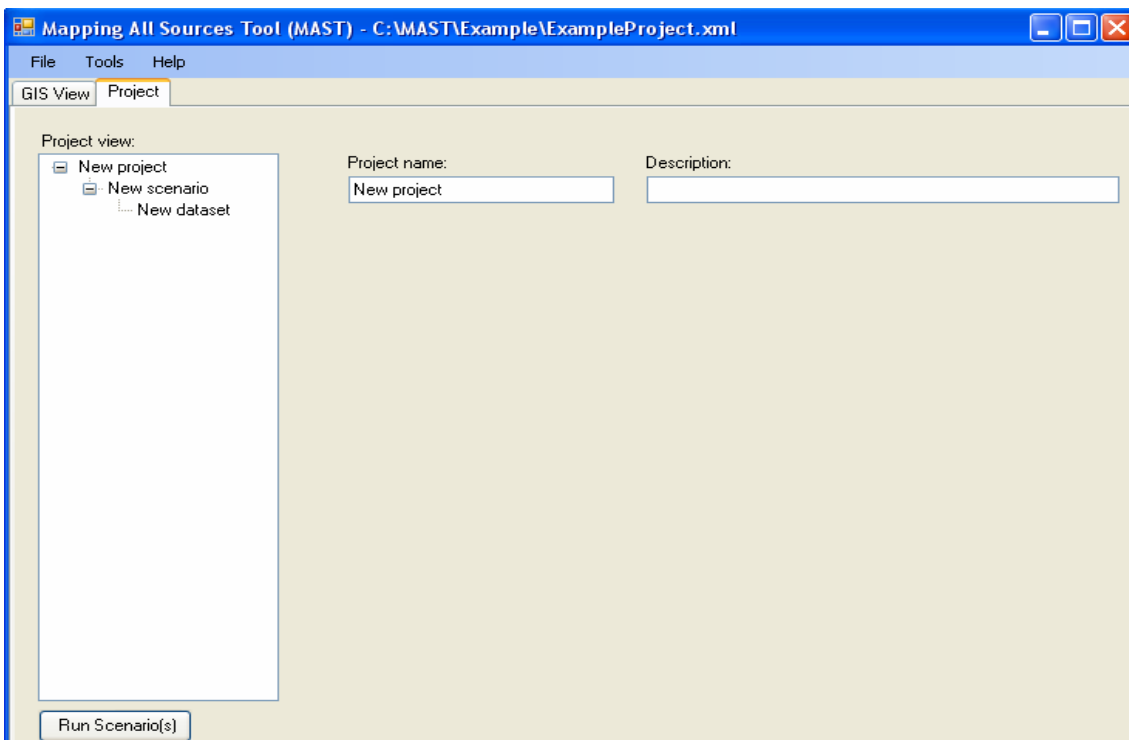 Mapping All Sources Tool (MAST) - C:\MAST\Example\ExampleProject.xml
File Tools Help
GIS View Project
Project view:
New project
New scenario
New dataset
Project name: Description:
New project
Run Scenario(s)